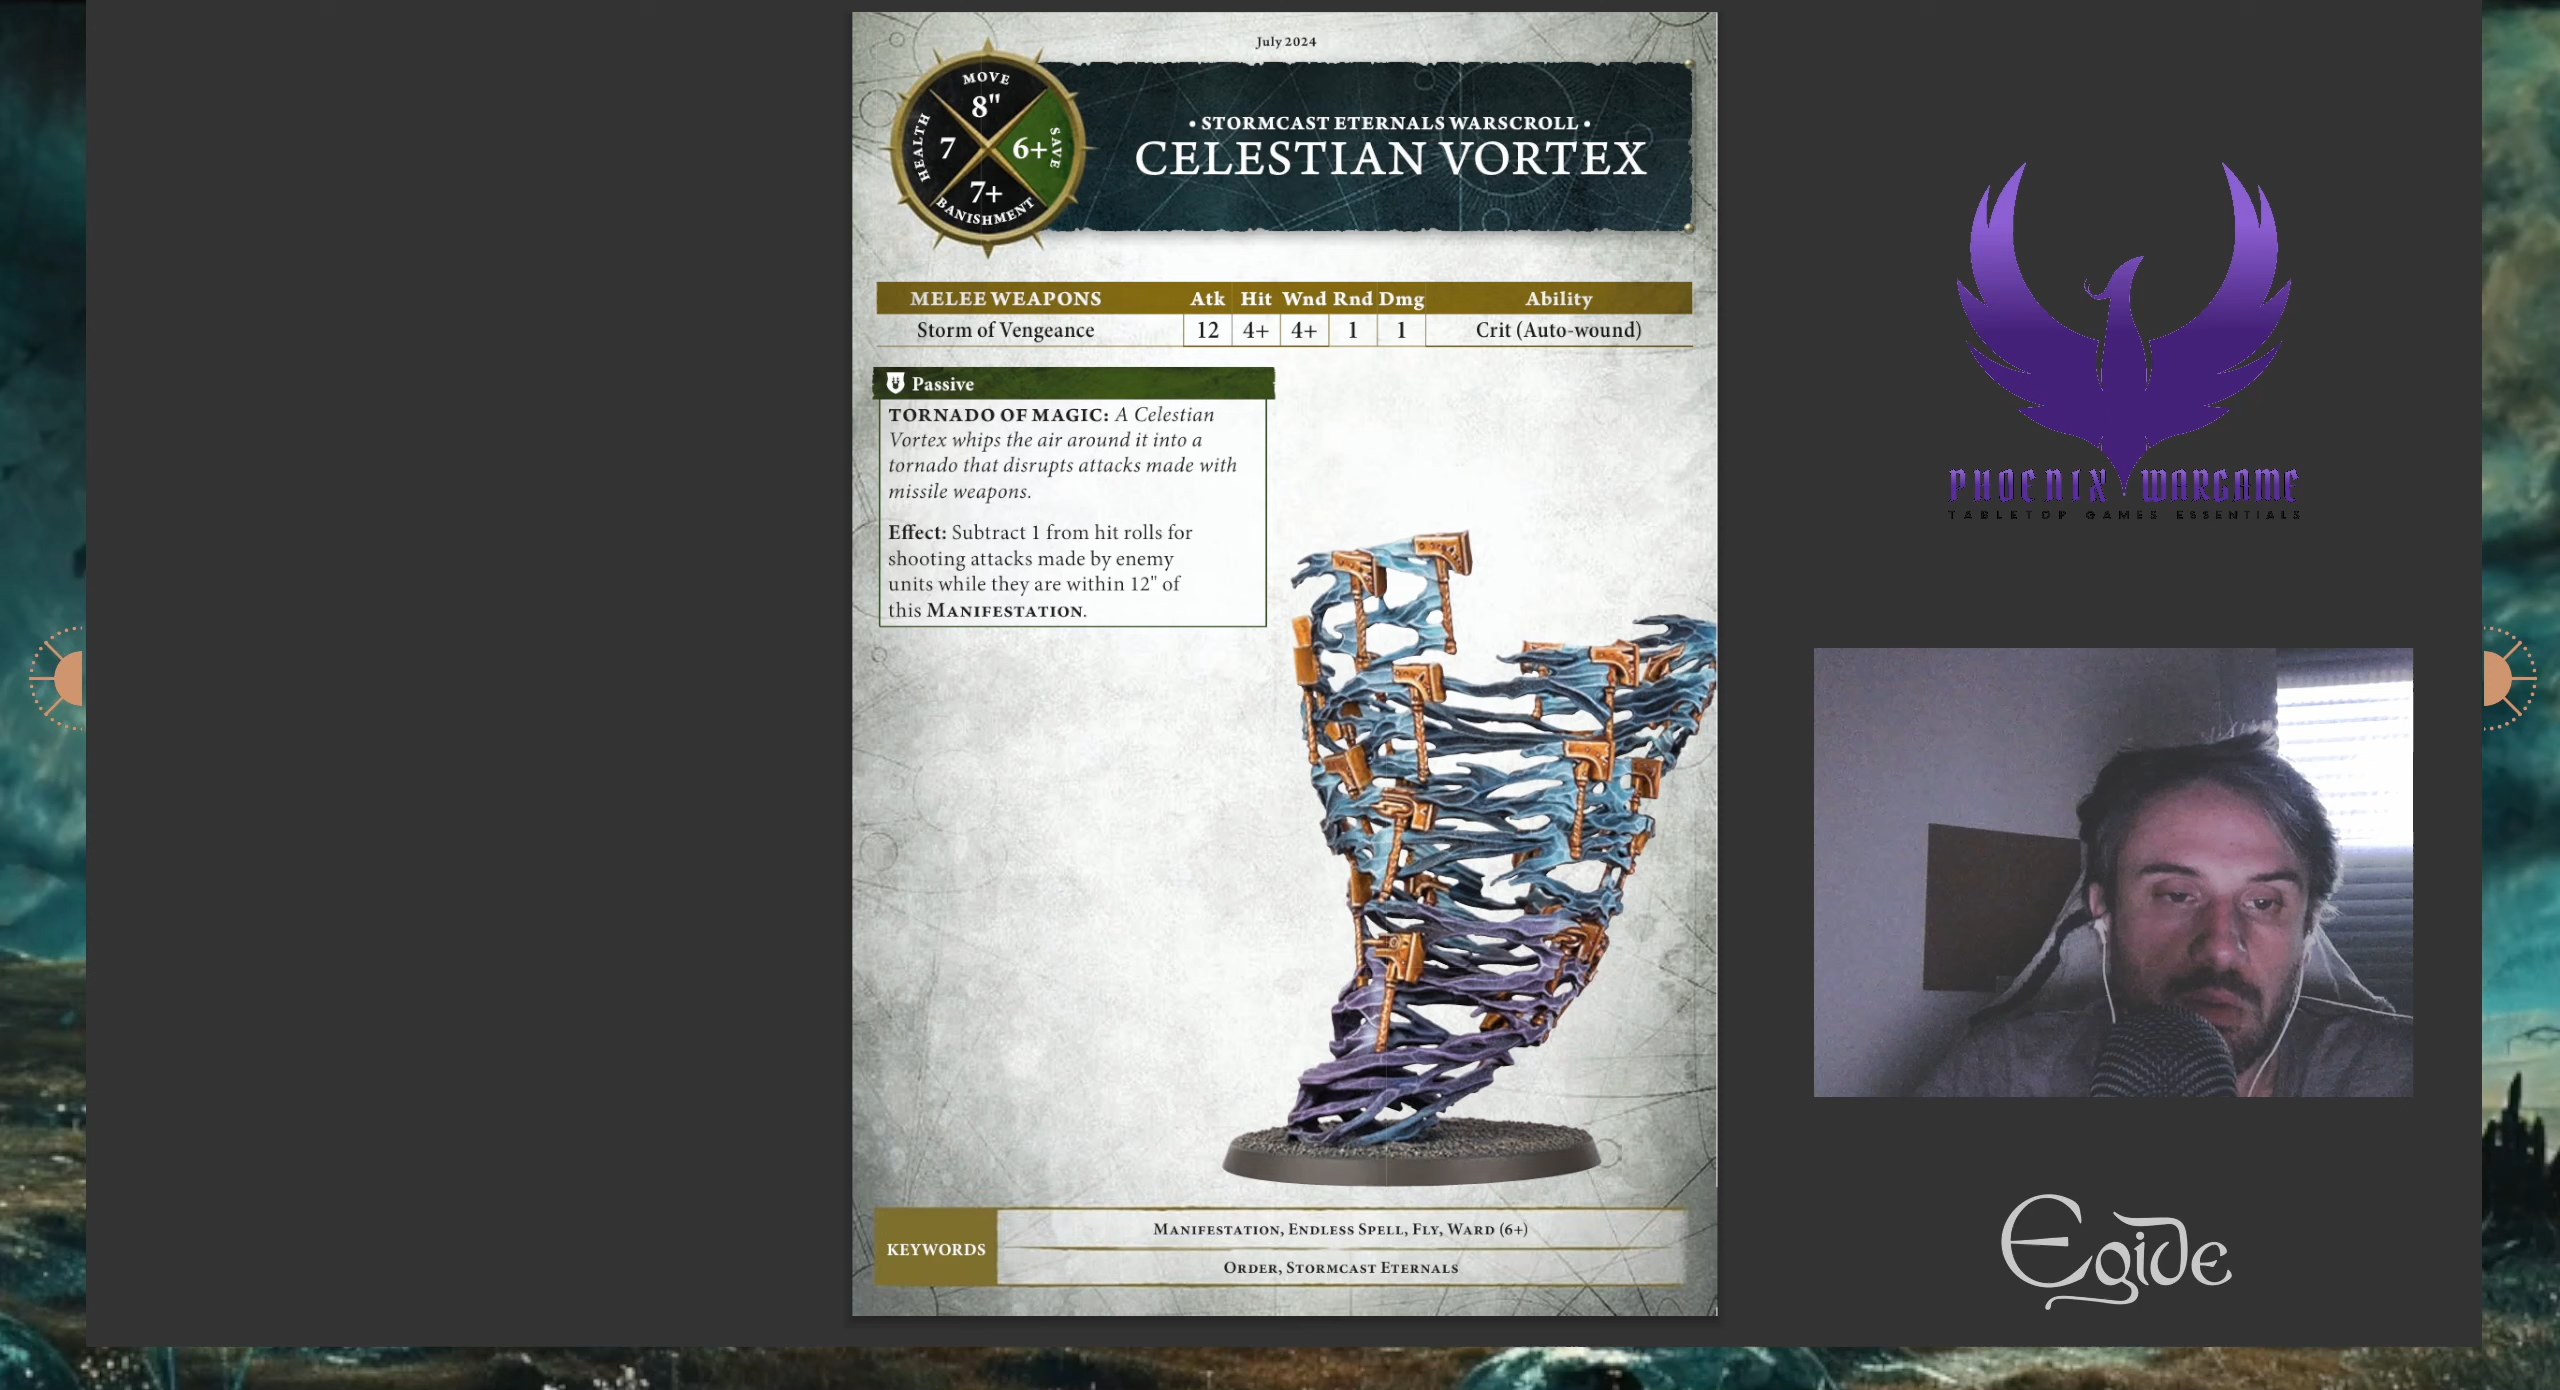 July 2024
MOVE
8"
HEALTH
7
6+
SAVE
7+
BANISHMENT
• STORMCAST ETERNALS WARSCROLL •
CELESTIAN VORTEX
MELEE WEAPONS Atk Hit Wnd Rnd Dmg Ability
Storm of Vengeance 12 4+ 4+ 1 1 Crit (Auto-wound)
Passive
TORNADO OF MAGIC: A Celestian
Vortex whips the air around it into a
tornado that disrupts attacks made with
missile weapons.
Effect: Subtract 1 from hit rolls for
shooting attacks made by enemy
units while they are within 12" of
this MANIFESTATION.
KEYWORDS
MANIFESTATION, ENDLESS SPELL, FLY, WARD (6+)
ORDER, STORMCAST ETERNALS
PHOENIX WARGAME
TABLETOP GAMES ESSENTIALS
Egide